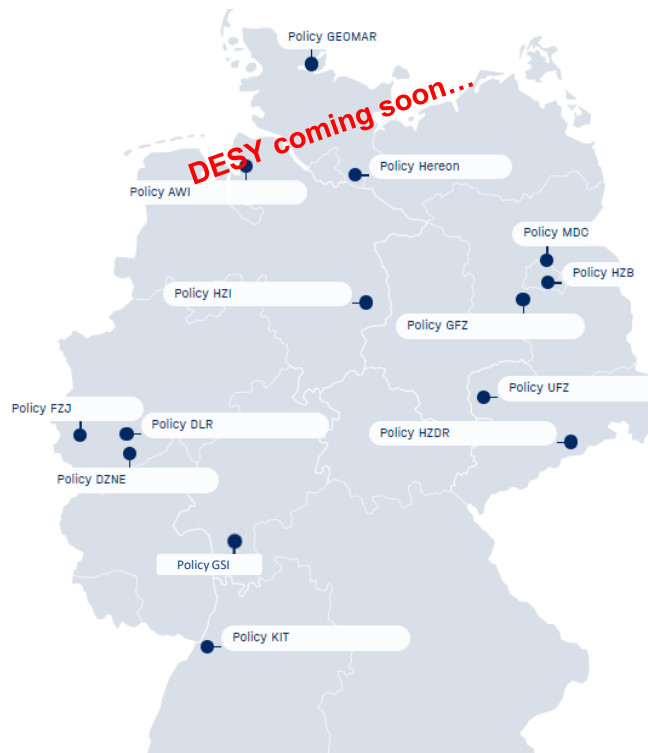 Policy GEOMAR
DESY coming soon...
Policy Hereon
Policy AWI
Policy MDC
Policy HZB
Policy HZI
Policy GFZ
Policy UFZ
Policy FZJ
Policy DLR
Policy HZDR
Policy DZNE
Policy GSI
Policy KIT